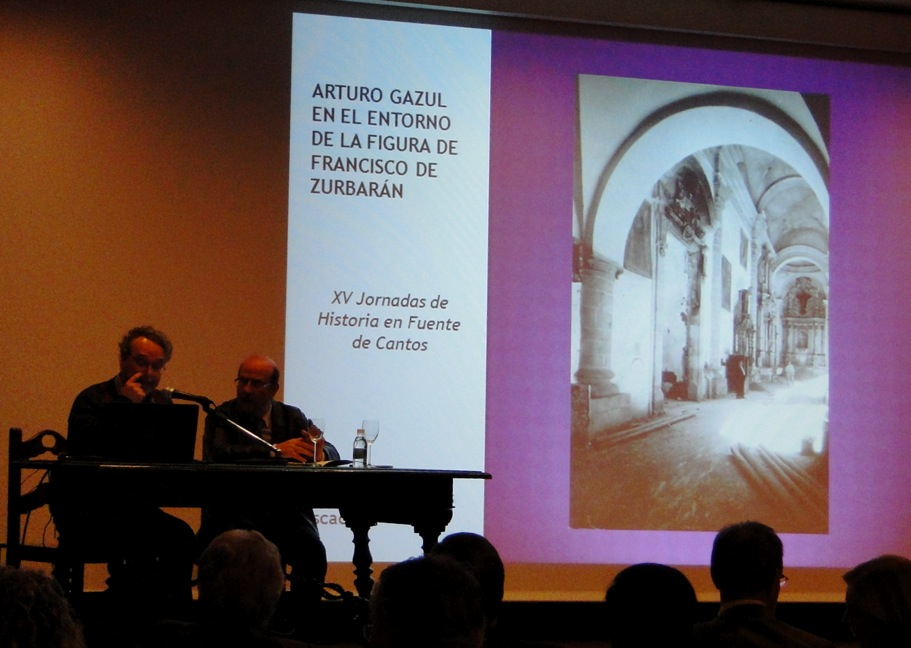 ARTURO GAZUL
EN EL ENTORNO
DE LA FIGURA DE
FRANCISCO DE
ZURBARÁN
XV Jornadas de
Historia en Fuente
de Cantos